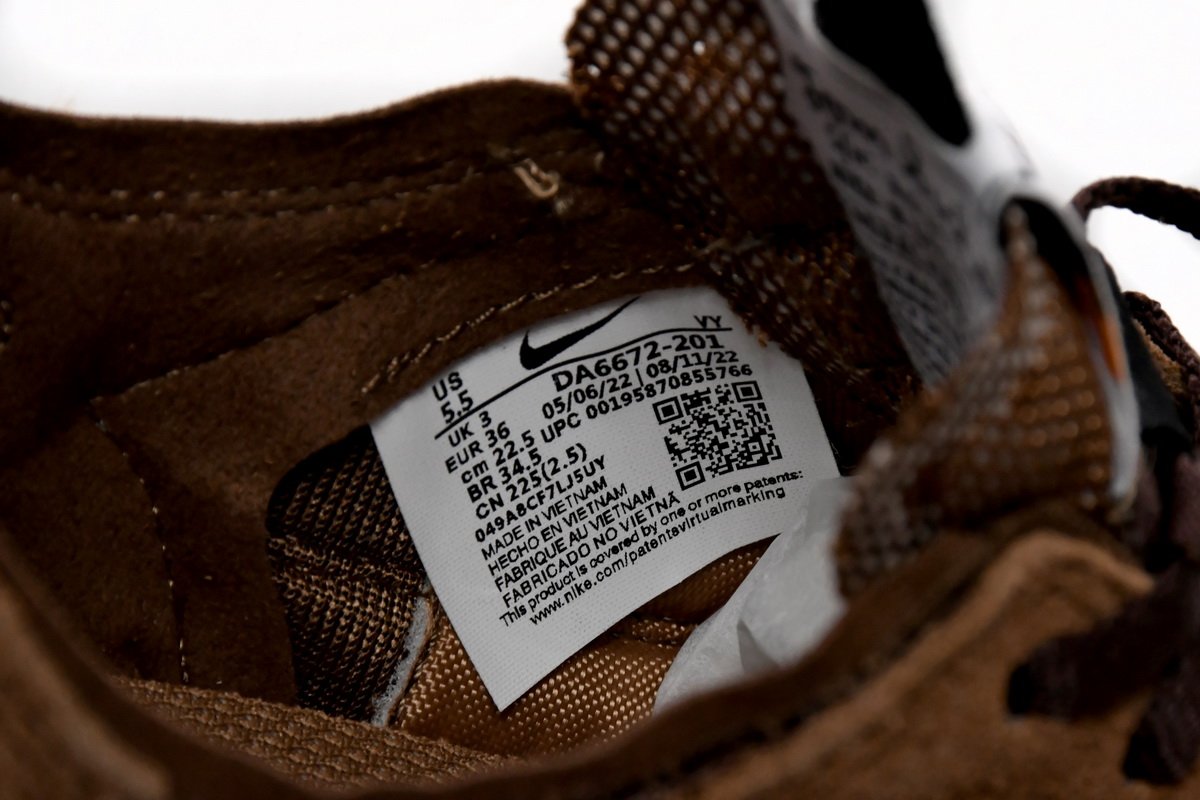 VY
US
5.5
DA6672-201
UK 3
05/06/22 | 08/11/22
EUR 36
UPC 00195870855766
cm 22.5
BR 34.5
CN 225(2.5)
049A8CF7LJ5UY
MADE IN VIETNAM
HECHO EN VIETNAM
FABRIQUE AU VIETNAM
FABRICADO NO VIETNÃ
This product is covered by one or more patents:
www.nike.com/patentsvirtualmarking